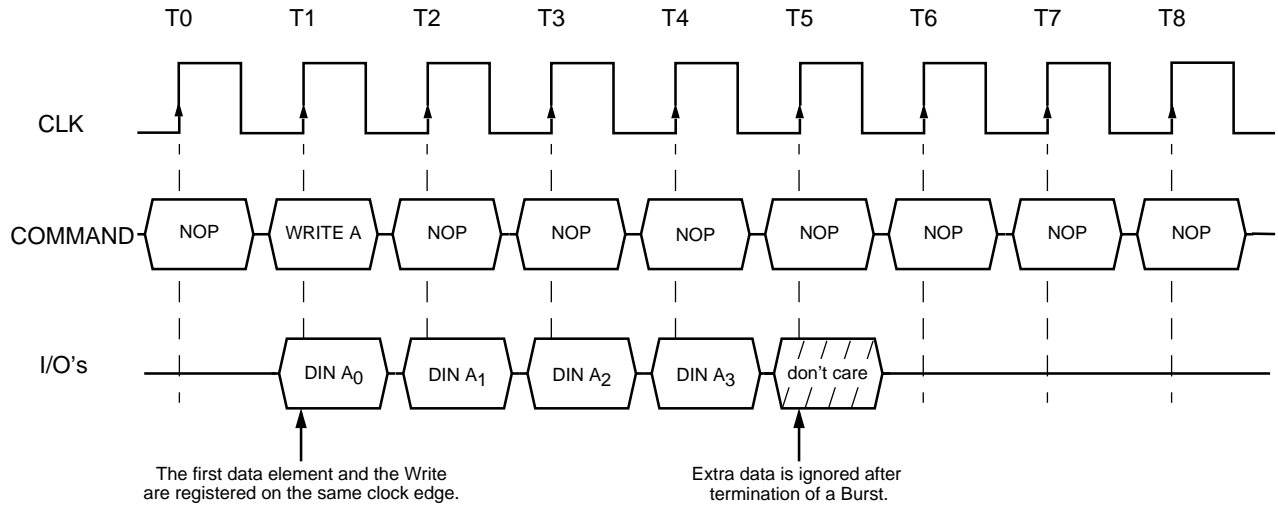 T0 T1 T2 T3 T4 T5 T6 T7 T8
CLK
COMMAND NOP WRITE A NOP NOP NOP NOP NOP NOP NOP
I/O's DIN A0 DIN A1 DIN A2 DIN A3 don't care
The first data element and the Write
are registered on the same clock edge.
Extra data is ignored after
termination of a Burst.